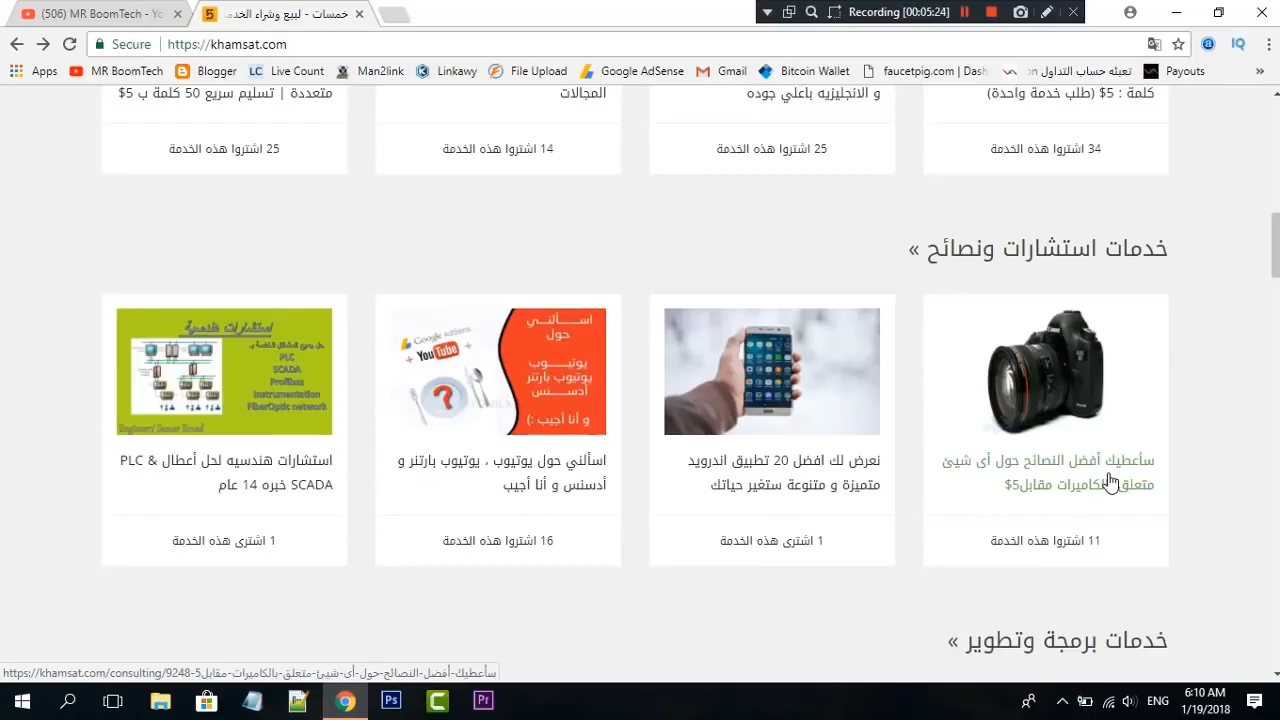 (506) MR BoomTech - Yo
خمسات - لبيع وشراء الخدم
Recording [00:05:24]
Secure
https://khamsat.com
Apps
MR BoomTech
Blogger
LC Live Count
Man2link
Linkawy
File Upload
Google AdSense
Gmail
Bitcoin Wallet
faucetpig.com | Dash
تعبئه حساب التداول on
Payouts
كلمة : 5$ (طلب خدمة واحدة)
و الانجليزيه باعلي جوده
المجالات
متعددة | تسليم سريع 50 كلمة ب 5$
34 اشتروا هذه الخدمة
25 اشتروا هذه الخدمة
14 اشتروا هذه الخدمة
25 اشتروا هذه الخدمة
خدمات استشارات ونصائح »
سأعطيك أفضل النصائح حول أى شيئ
متعلق بالكاميرات مقابل5$
11 اشتروا هذه الخدمة
نعرض لك افضل 20 تطبيق اندرويد
متميزة و متنوعة ستغير حياتك
1 اشترى هذه الخدمة
Google adsens
+ YouTube +
اســـألنـــي
حول
يوتيــــوب
يوتيوب بارتنر
أدســـنس
و أنا أجيب :)
اسألني حول يوتيوب ، يوتيوب بارتنر و
أدسنس و أنا أجيب
16 اشتروا هذه الخدمة
استشارات هندسية
PLC
SCADA
Profibus
Instrumentation
FiberOptic network
استشارات هندسيه لحل أعطال PLC &
SCADA خبره 14 عام
1 اشترى هذه الخدمة
خدمات برمجة وتطوير »
https://khamsat.com/consulting/9248-سأعطيك-أفضل-النصائح-حول-أى-شيئ-متعلق-بالكاميرات-مقابل5
ENG
6:10 AM
1/19/2018